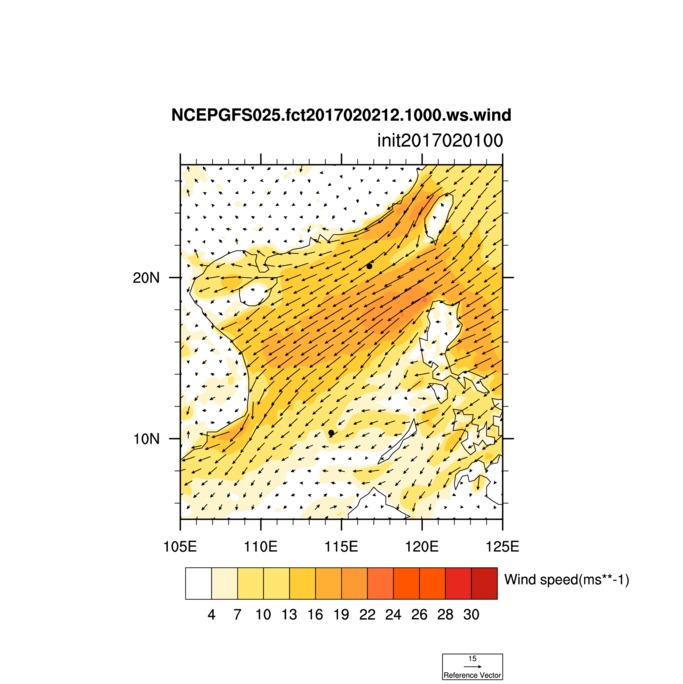 NCEPGFS025.fct2017020212.1000.ws.wind
init2017020100
20N
10N
105E 110E 115E 120E 125E
Wind speed(ms**-1)
4 7 10 13 16 19 22 24 26 28 30
15
Reference Vector